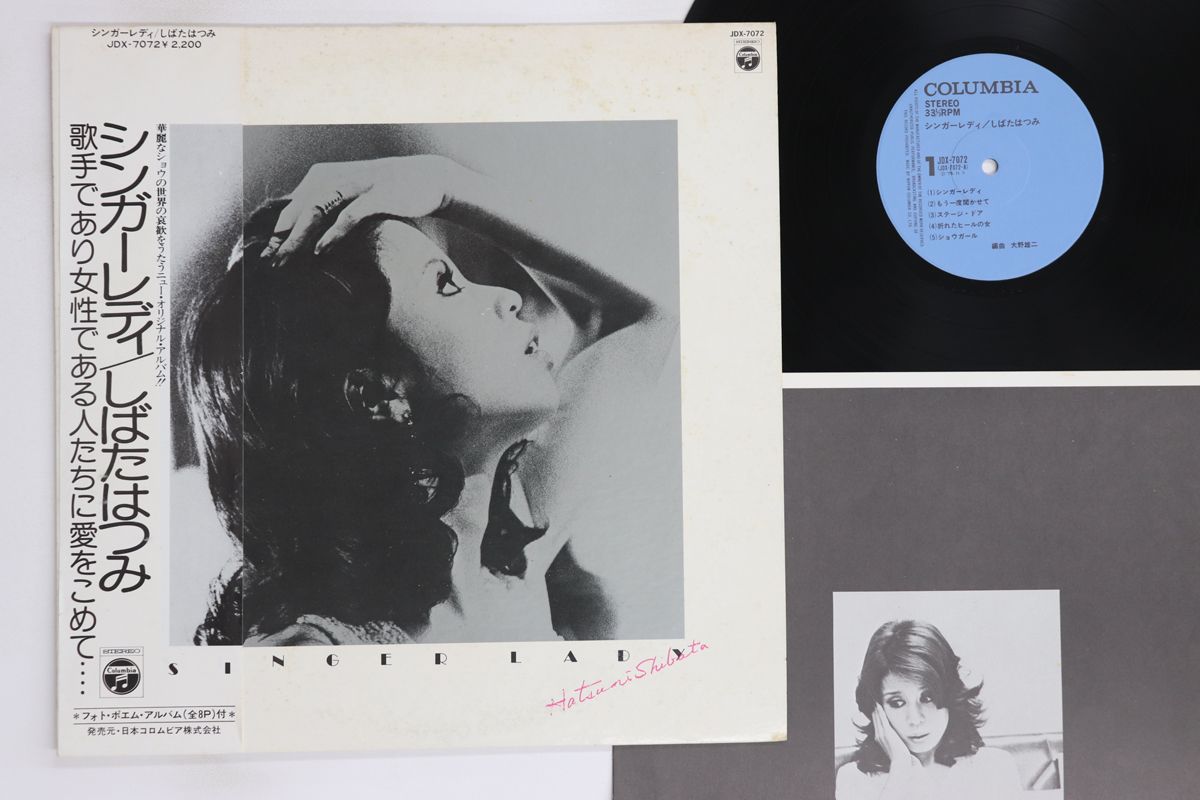 シンガーレディ/しばたはつみ
JDX-7072 ¥2,200
華麗なショウの世界の哀歓をうたうニュー・オリジナル・アルバム!!
シンガーレディ/しばたはつみ
歌手であり女性である人たちに愛をこめて‥‥
STEREO
Columbia
*フォト・ポエム・アルバム(全8P)付*
発売元・日本コロムビア株式会社
JDX-7072
STEREO
Columbia
SINGER LADY
Hatsumi Shibata
COLUMBIA
STEREO
33⅓RPM
シンガーレディ/しばたはつみ
1
JDX-7072
(JDX-7072-A)
(1)シンガーレディ
(2)もう一度聞かせて
(3)ステージ・ドア
(4)折れたヒールの女
(5)ショウガール
編曲 大野雄二